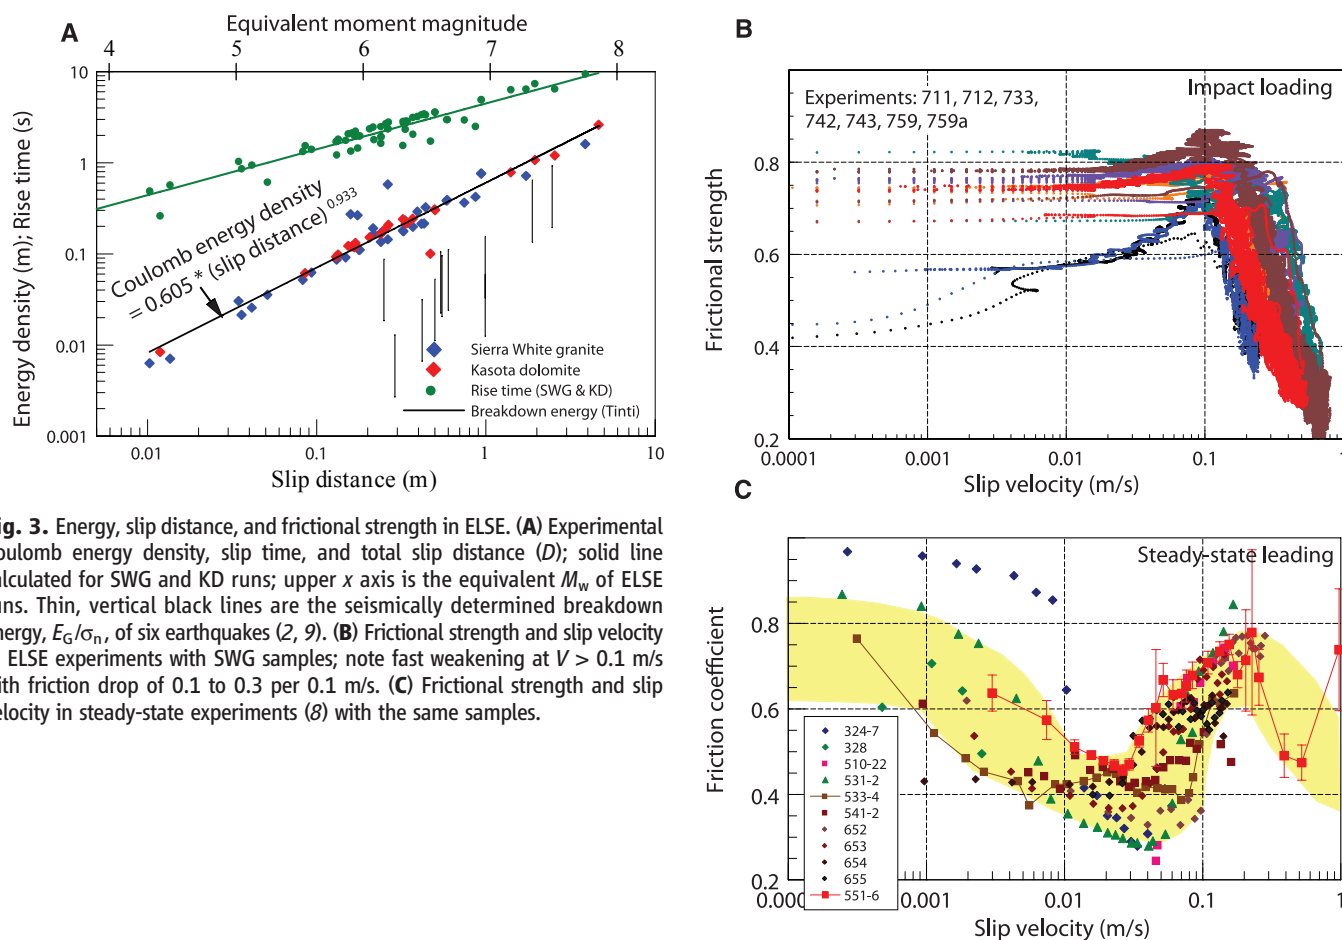 A
Equivalent moment magnitude
4 5 6 7 8
10
1
0.1
0.01
0.001
Energy density (m); Rise time (s)
Coulomb energy density
= 0.605 * (slip distance) 0.933
Sierra White granite
Kasota dolomite
Rise time (SWG & KD)
Breakdown energy (Tinti)
0.01 0.1 1 10
Slip distance (m)
B
Impact loading
Experiments: 711, 712, 733,
742, 743, 759, 759a
Frictional strength
0.8
0.6
0.4
0.2
0.0001 0.001 0.01 0.1 1
Slip velocity (m/s)
ig. 3. Energy, slip distance, and frictional strength in ELSE. (A) Experimental
oulomb energy density, slip time, and total slip distance (D); solid line
alculated for SWG and KD runs; upper x axis is the equivalent Mw of ELSE
uns. Thin, vertical black lines are the seismically determined breakdown
nergy, EG/σn, of six earthquakes (2, 9). (B) Frictional strength and slip velocity
ELSE experiments with SWG samples; note fast weakening at V > 0.1 m/s
ith friction drop of 0.1 to 0.3 per 0.1 m/s. (C) Frictional strength and slip
elocity in steady-state experiments (8) with the same samples.
C
Steady-state leading
Friction coefficient
0.8
0.6
0.4
0.2
324-7
328
510-22
531-2
533-4
541-2
652
653
654
655
551-6
0.000 0.001 0.01 0.1 1
Slip velocity (m/s)